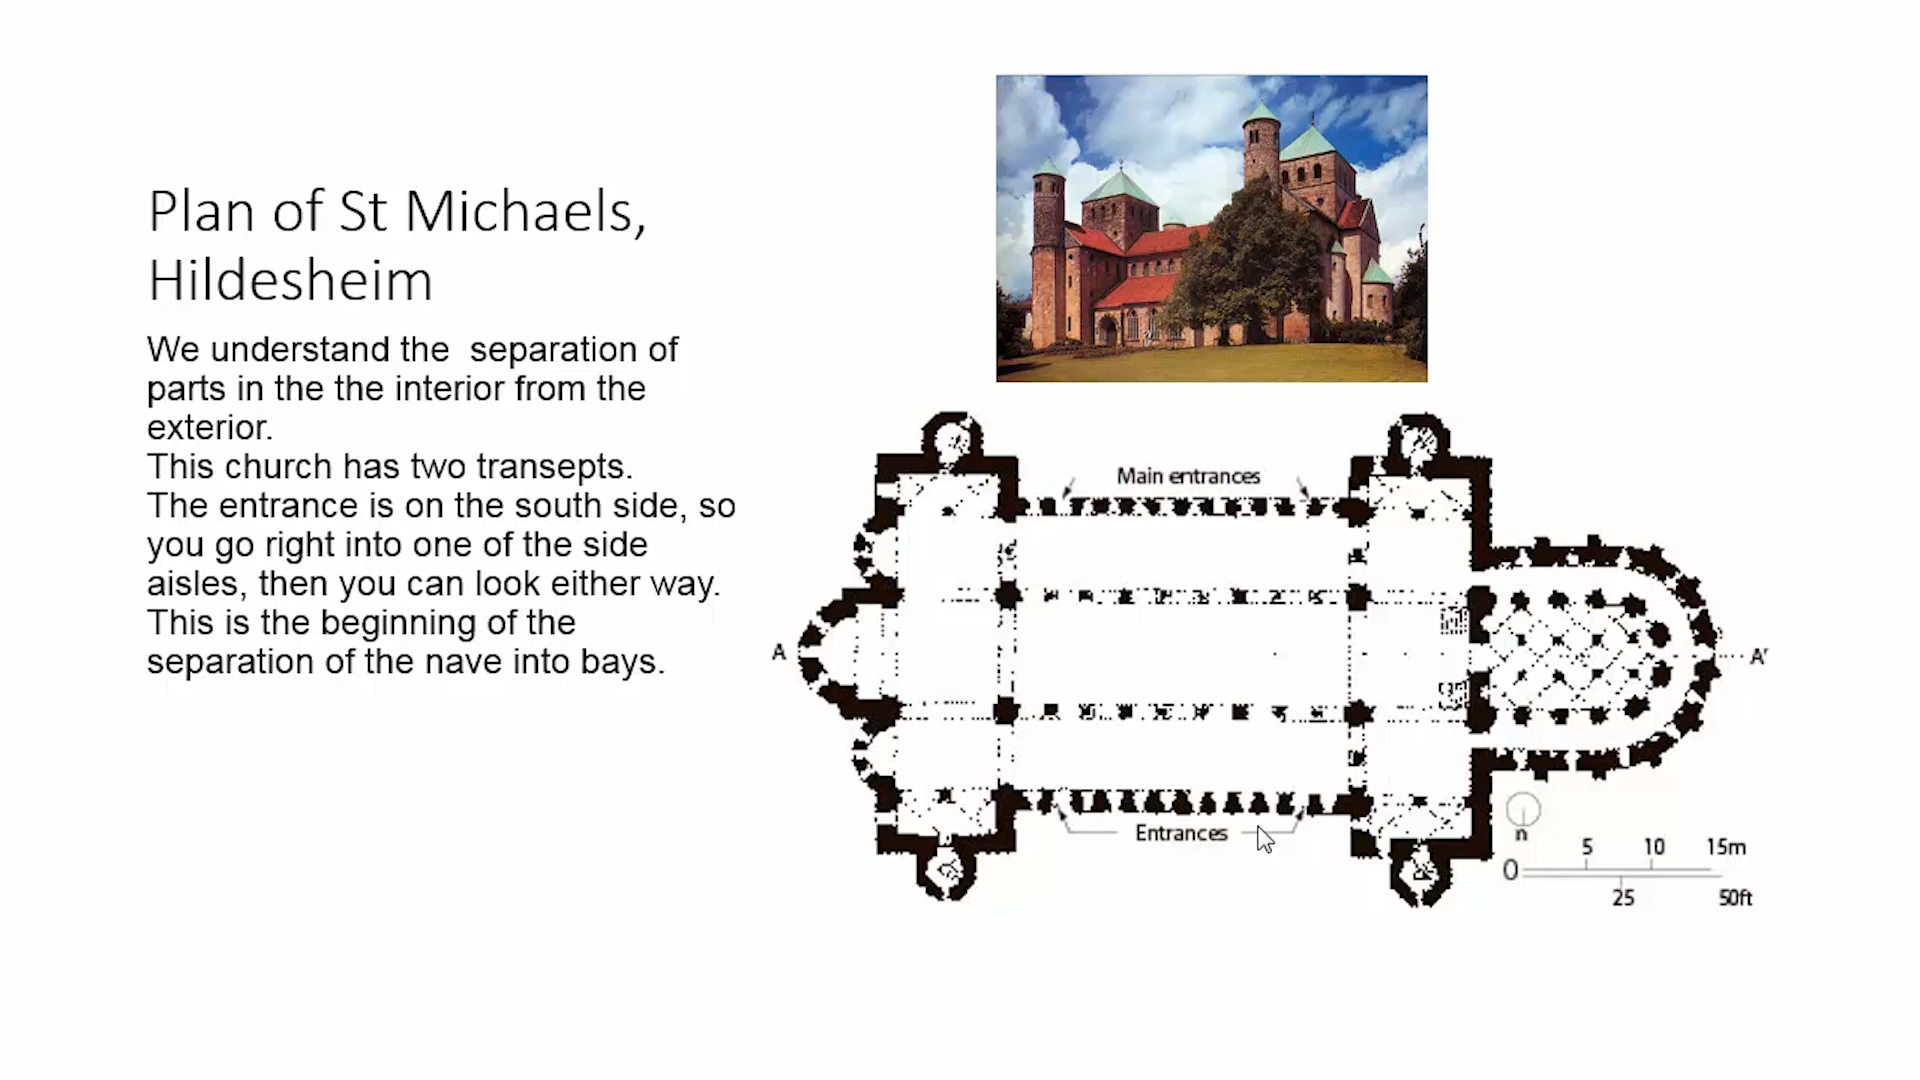 Plan of St Michaels,
Hildesheim
We understand the  separation of
parts in the the interior from the
exterior.
This church has two transepts.
The entrance is on the south side, so
you go right into one of the side
aisles, then you can look either way.
This is the beginning of the
separation of the nave into bays.
Main entrances
A
A'
Entrances
n
5 10 15m
0
25 50ft